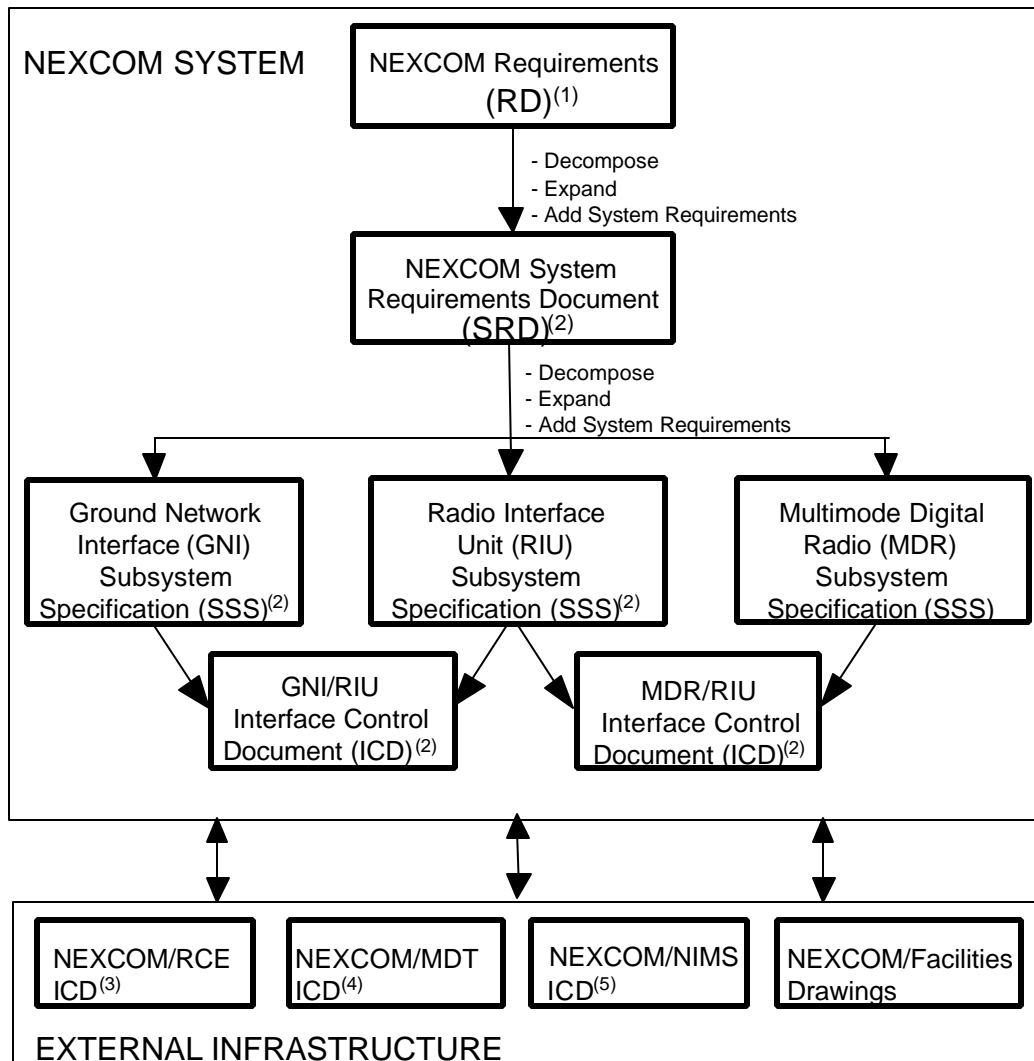 NEXCOM SYSTEM
NEXCOM Requirements
(RD)(1)
- Decompose
- Expand
- Add System Requirements
NEXCOM System
Requirements Document
(SRD)(2)
- Decompose
- Expand
- Add System Requirements
Ground Network
Interface (GNI)
Subsystem
Specification (SSS)(2)
Radio Interface
Unit (RIU)
Subsystem
Specification (SSS)(2)
Multimode Digital
Radio (MDR)
Subsystem
Specification (SSS)
GNI/RIU
Interface Control
Document (ICD)(2)
MDR/RIU
Interface Control
Document (ICD)(2)
NEXCOM/RCE
ICD(3)
NEXCOM/MDT
ICD(4)
NEXCOM/NIMS
ICD(5)
NEXCOM/Facilities
Drawings
EXTERNAL INFRASTRUCTURE